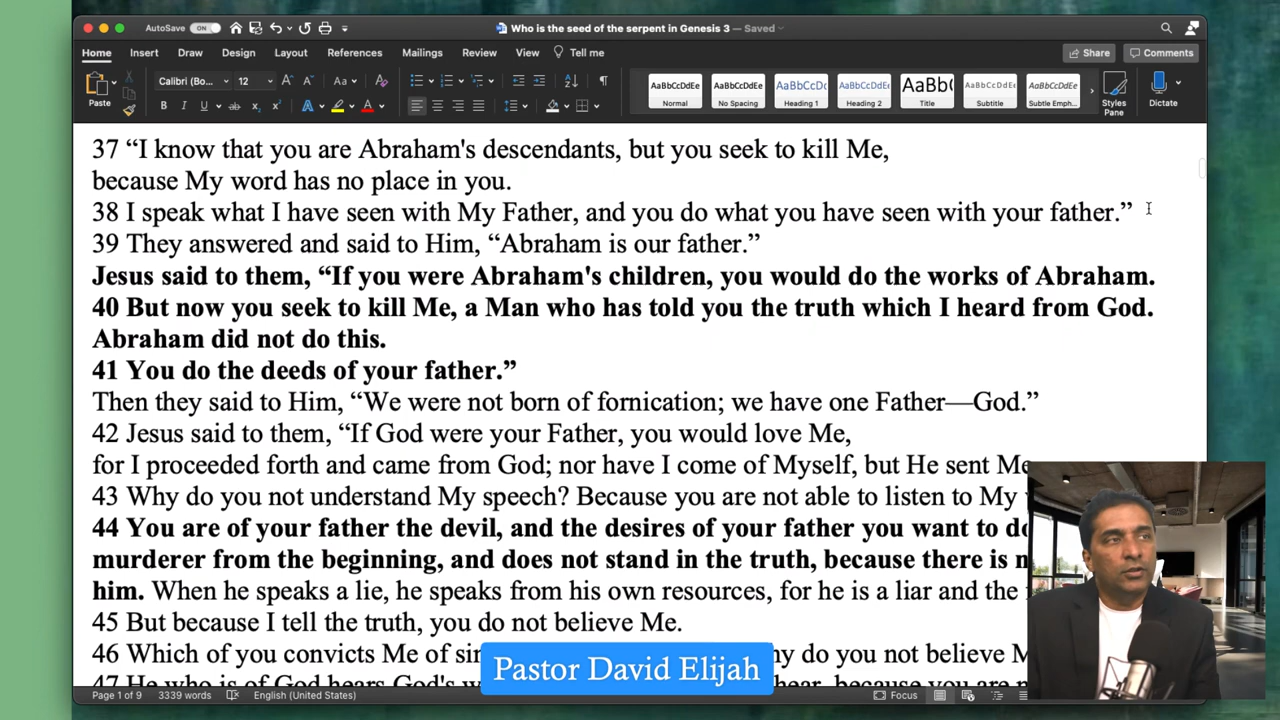 AutoSave ON
Who is the seed of the serpent in Genesis 3 — Saved
Home Insert Draw Design Layout References Mailings Review View Tell me Share Comments
Paste Calibri (Bo... 12 AaBbCcDdEe Normal AaBbCcDdEe No Spacing AaBbCcDc Heading 1 AaBbCcDdEe Heading 2 AaBbC Title AaBbCcDdEe Subtitle AaBbCcDdEe Subtle Emph... Styles Pane Dictate
37 “I know that you are Abraham's descendants, but you seek to kill Me,
because My word has no place in you.
38 I speak what I have seen with My Father, and you do what you have seen with your father.”
39 They answered and said to Him, “Abraham is our father.”
Jesus said to them, “If you were Abraham's children, you would do the works of Abraham.
40 But now you seek to kill Me, a Man who has told you the truth which I heard from God.
Abraham did not do this.
41 You do the deeds of your father.”
Then they said to Him, “We were not born of fornication; we have one Father—God.”
42 Jesus said to them, “If God were your Father, you would love Me,
for I proceeded forth and came from God; nor have I come of Myself, but He sent Me
43 Why do you not understand My speech? Because you are not able to listen to My
44 You are of your father the devil, and the desires of your father you want to do
murderer from the beginning, and does not stand in the truth, because there is
him. When he speaks a lie, he speaks from his own resources, for he is a liar and the
45 But because I tell the truth, you do not believe Me.
46 Which of you convicts Me of do you not believe
47 He who is of God hears God's because you are
Pastor David Elijah
Page 1 of 9 3339 words English (United States) Focus